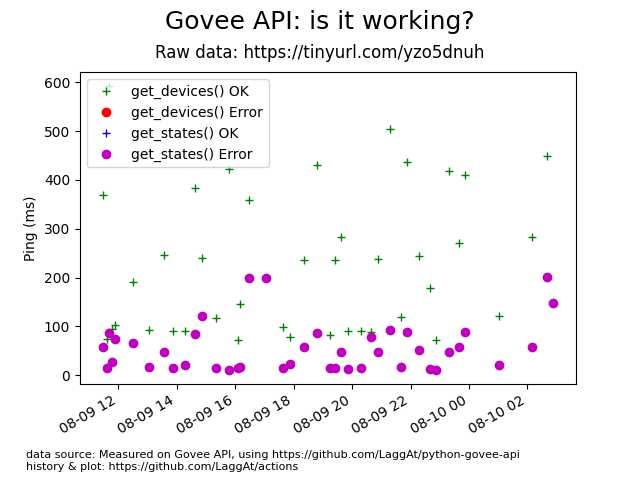 Govee API: is it working?
Raw data: https://tinyurl.com/yzo5dnuh
get_devices() OK
get_devices() Error
get_states() OK
get_states() Error
Ping (ms)
600
500
400
300
200
100
0
08-09 12
08-09 14
08-09 16
08-09 18
08-09 20
08-09 22
08-10 00
08-10 02
data source: Measured on Govee API, using https://github.com/LaggAt/python-govee-api
history & plot: https://github.com/LaggAt/actions